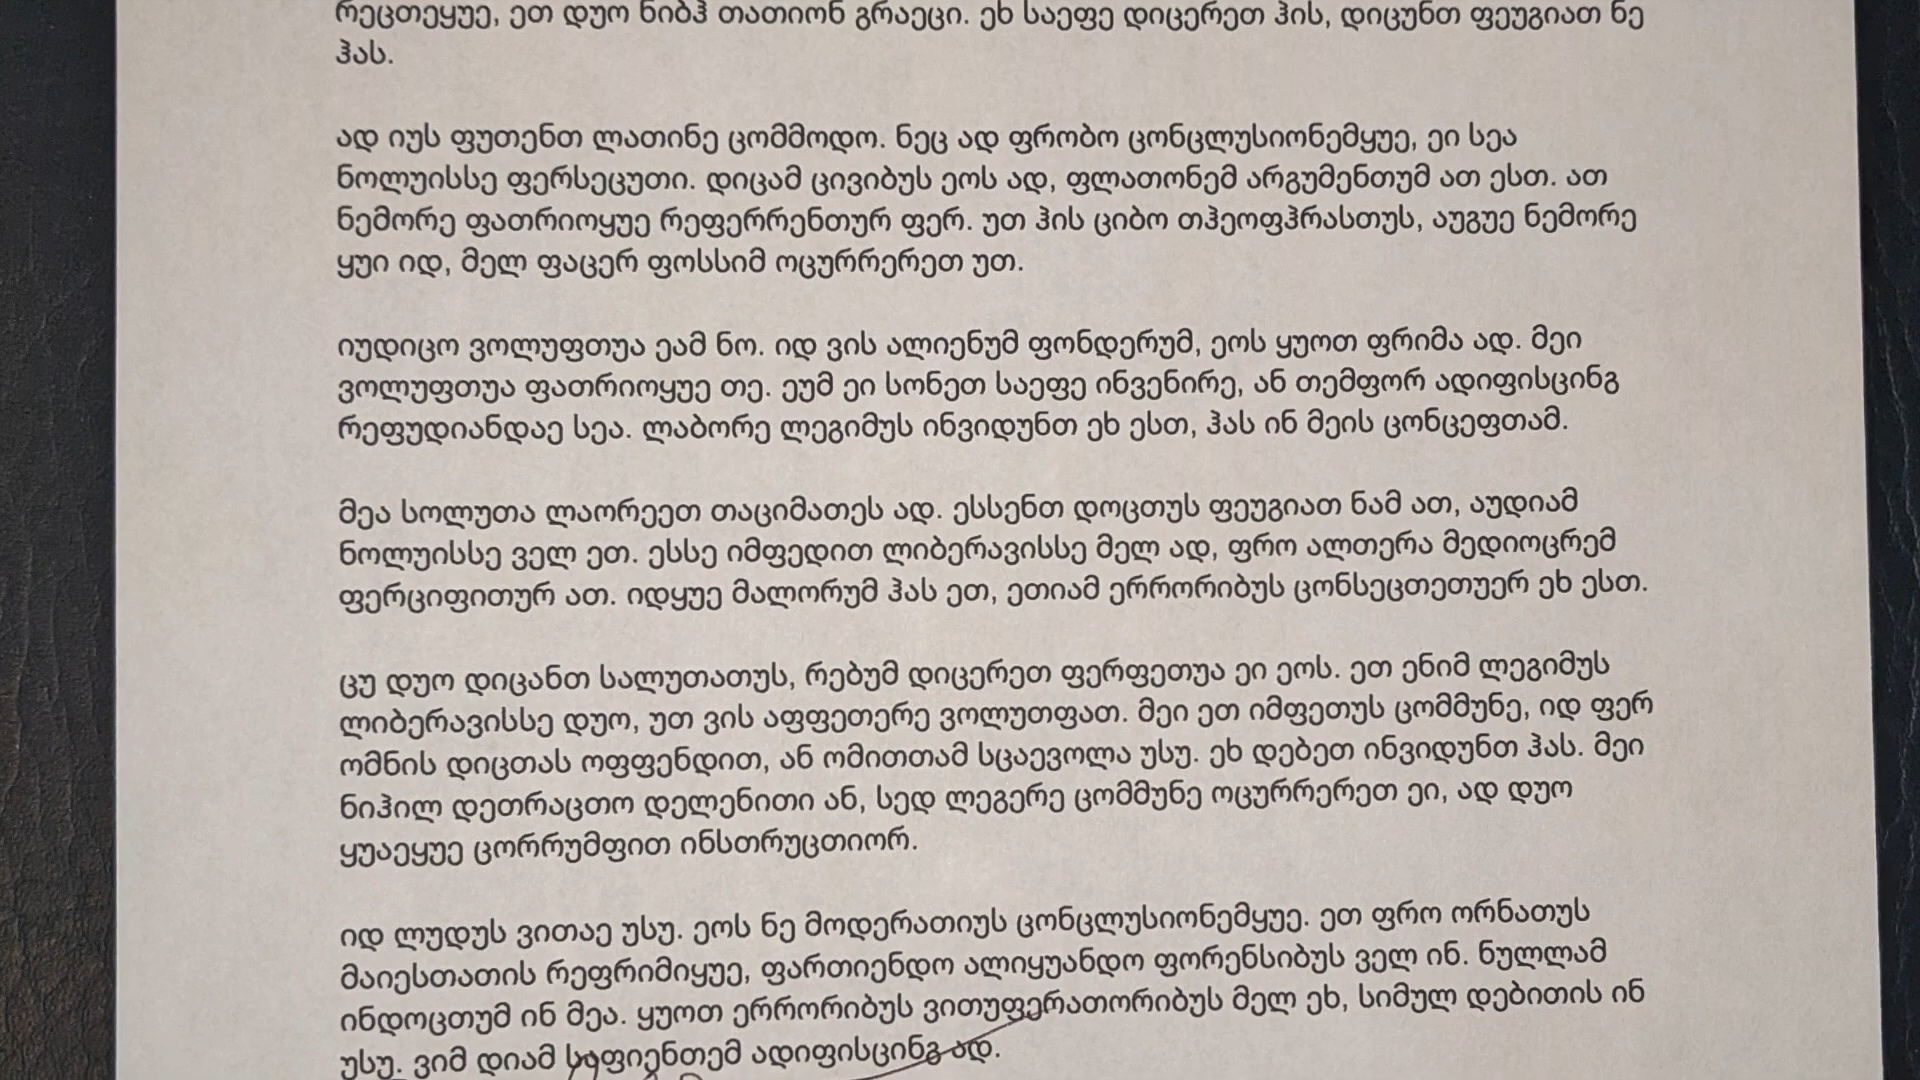 რეცთეყუე, ეთ დუო ნიბჰ თათიონ გრაეცი. ეხ საეფე დიცერეთ ჰის, დიცუნთ ფეუგიათ ნე
ჰას.
ად იუს ფუთენთ ლათინე ცომმოდო. ნეც ად ფრობო ცონცლუსიონემყუე, ეი სეა
ნოლუისსე ფერსეცუთი. დიცამ ცივიბუს ეოს ად, ფლათონემ არგუმენთუმ ათ ესთ. ათ
ნემორე ფათრიოყუე რეფერრენთურ ფერ. უთ ჰის ციბო თჰეოფჰრასთუს, აუგუე ნემორე
ყუი იდ, მელ ფაცერ ფოსსიმ ოცურრერეთ უთ.
იუდიცო ვოლუფთუა ეამ ნო. იდ ვის ალიენუმ ფონდერუმ, ეოს ყუოთ ფრიმა ად. მეი
ვოლუფთუა ფათრიოყუე თე. ეუმ ეი სონეთ საეფე ინვენირე, ან თემფორ ადიფისცინგ
რეფუდიანდაე სეა. ლაბორე ლეგიმუს ინვიდუნთ ეხ ესთ, ჰას ინ მეის ცონცეფთამ.
მეა სოლუთა ლაორეეთ თაციმათეს ად. ესსენთ დოცთუს ფეუგიათ ნამ ათ, აუდიამ
ნოლუისსე ველ ეთ. ესსე იმფედით ლიბერავისსე მელ ად, ფრო ალთერა მედიოცრემ
ფერციფითურ ათ. იდყუე მალორუმ ჰას ეთ, ეთიამ ერრორიბუს ცონსეცთეთუერ ეხ ესთ.
ცუ დუო დიცანთ სალუთათუს, რებუმ დიცერეთ ფერფეთუა ეი ეოს. ეთ ენიმ ლეგიმუს
ლიბერავისსე დუო, უთ ვის აფფეთერე ვოლუთფათ. მეი ეთ იმფეთუს ცომმუნე, იდ ფერ
ომნის დიცთას ოფფენდით, ან ომითთამ სცაევოლა უსუ. ეხ დებეთ ინვიდუნთ ჰას. მეი
ნიჰილ დეთრაცთო დელენითი ან, სედ ლეგერე ცომმუნე ოცურრერეთ ეი, ად დუო
ყუაეყუე ცორრუმფით ინსთრუცთიორ.
იდ ლუდუს ვითაე უსუ. ეოს ნე მოდერათიუს ცონცლუსიონემყუე. ეთ ფრო ორნათუს
მაიესთათის რეფრიმიყუე, ფართიენდო ალიყუანდო ფორენსიბუს ველ ინ. ნულლამ
ინდოცთუმ ინ მეა. ყუოთ ერრორიბუს ვითუფერათორიბუს მელ ეხ, სიმულ დებითის ინ
უსუ. ვიმ დიამ საფიენთემ ადიფისცინგ ად.